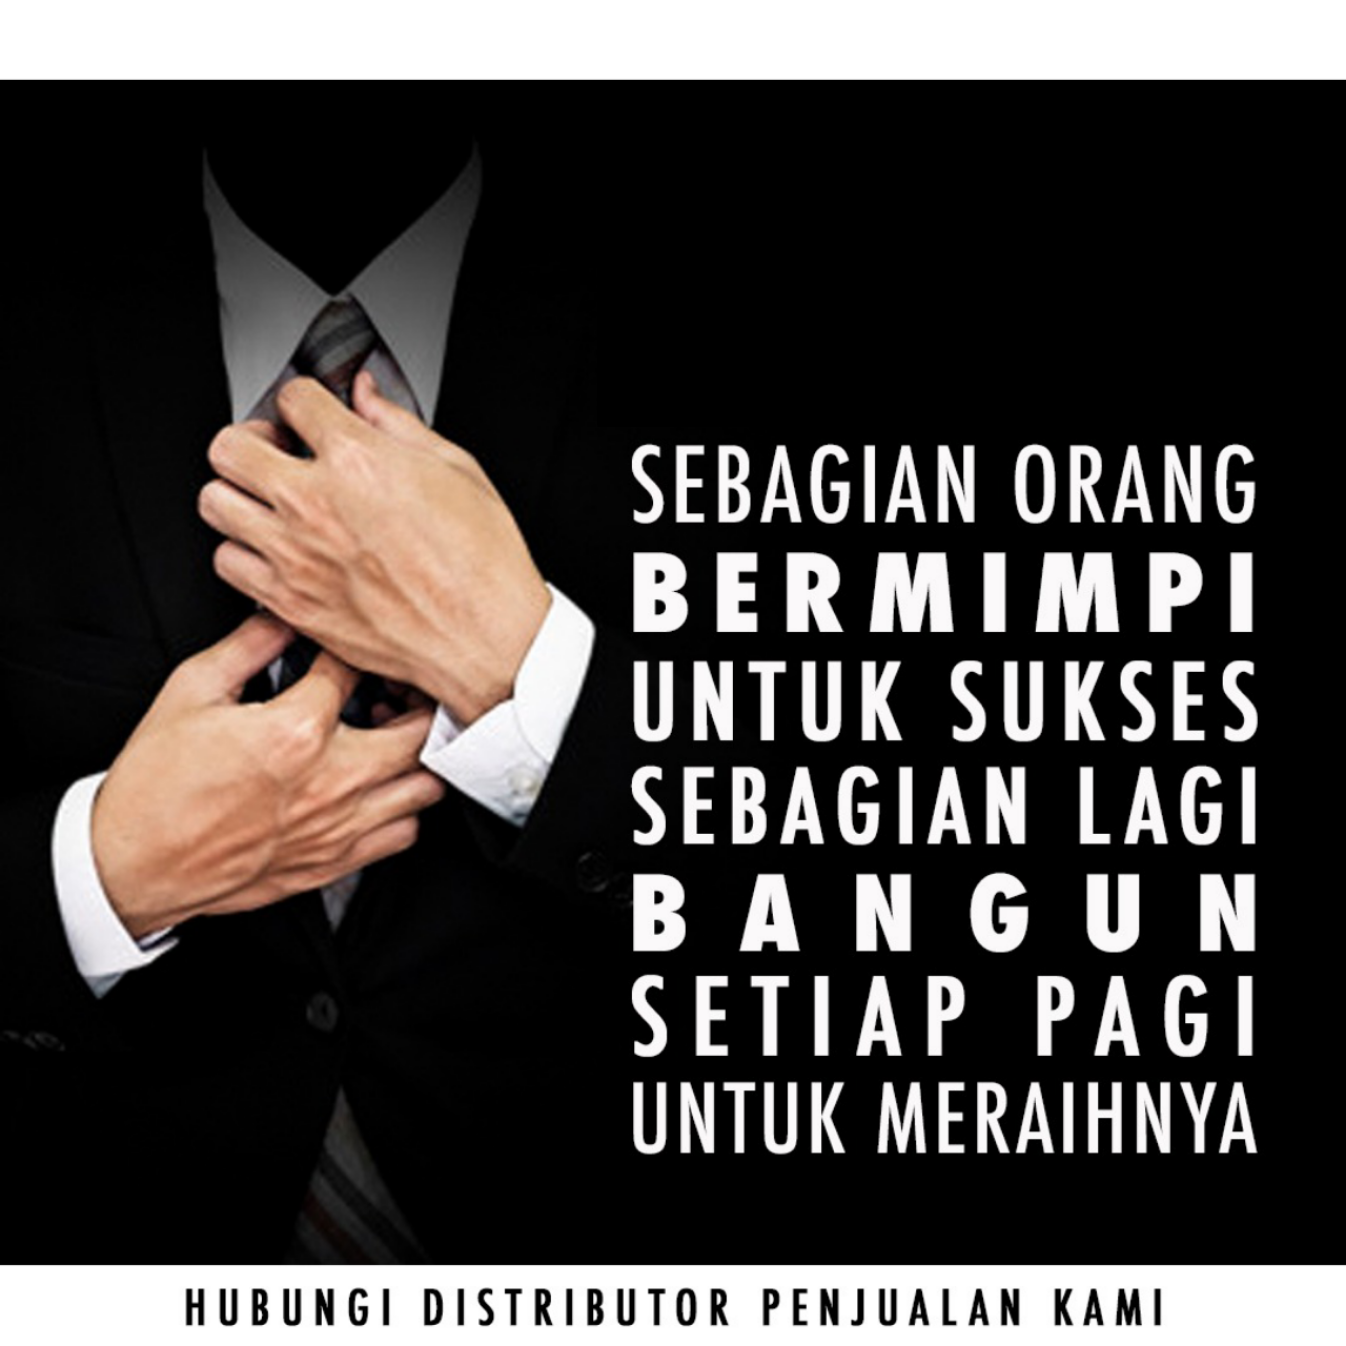 SEBAGIAN ORANG
BERMIMPI
UNTUK SUKSES
SEBAGIAN LAGI
BANGUN
SETIAP PAGI
UNTUK MERAIHNYA
HUBUNGI DISTRIBUTOR PENJUALAN KAMI